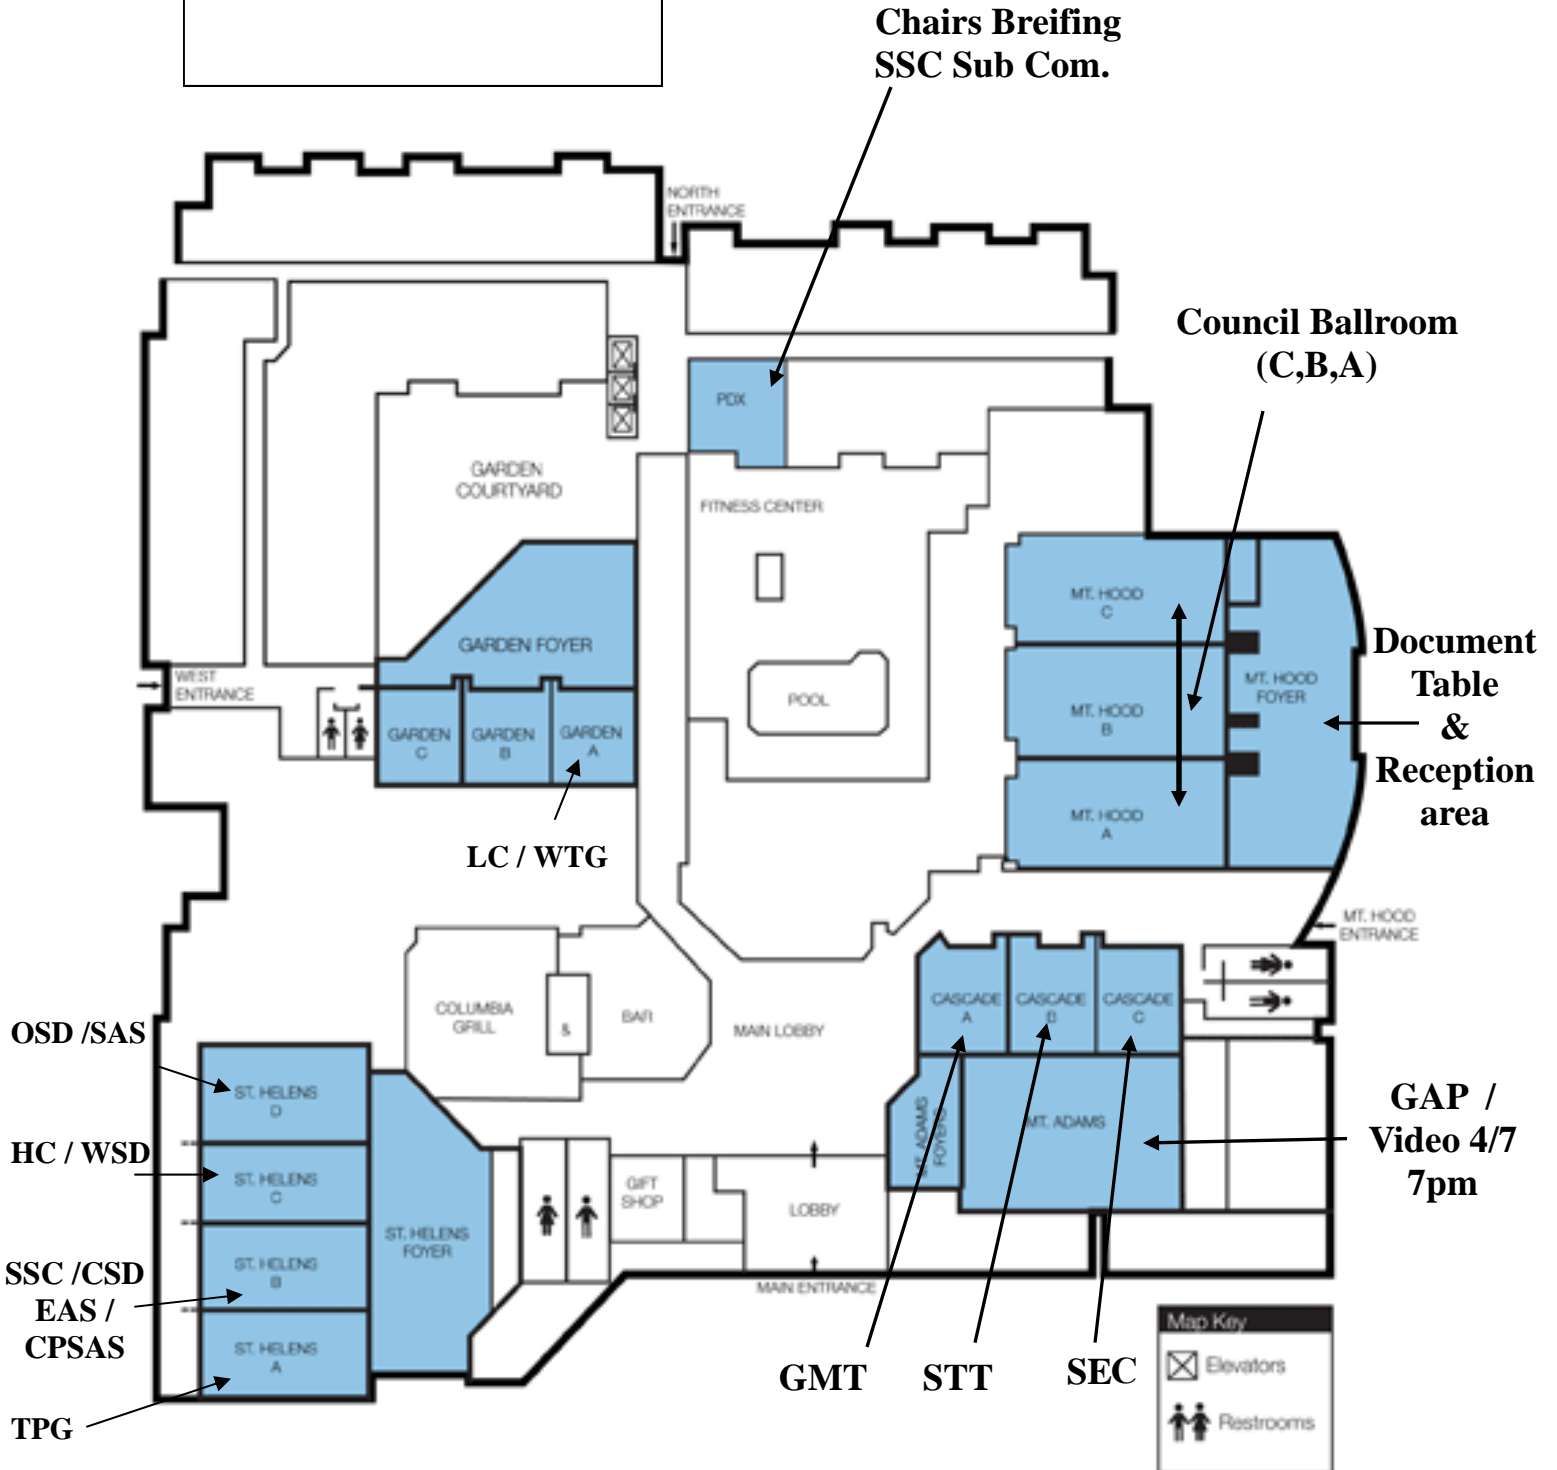 Chairs Breifing
SSC Sub Com.
NORTH
ENTRANCE
Council Ballroom
(C,B,A)
PDX
GARDEN
COURTYARD
FITNESS CENTER
MT. HOOD
C
GARDEN FOYER
Document
Table
&
Reception
area
WEST
ENTRANCE
MT. HOOD
FOYER
POOL
MT. HOOD
B
GARDEN
C
GARDEN
B
GARDEN
A
MT. HOOD
A
LC / WTG
MT. HOOD
ENTRANCE
COLUMBIA
GRILL
&
BAR
MAIN LOBBY
CASCADE
A
CASCADE
B
CASCADE
C
OSD /SAS
ST. HELENS
D
MT. ADAMS
FOYERS
MT. ADAMS
GAP /
Video 4/7
7pm
HC / WSD
ST. HELENS
C
GIFT
SHOP
LOBBY
ST. HELENS
FOYER
SSC /CSD
EAS /
CPSAS
ST. HELENS
B
MAIN ENTRANCE
ST. HELENS
A
TPG
GMT
STT
SEC
Map Key
Elevators
Restrooms